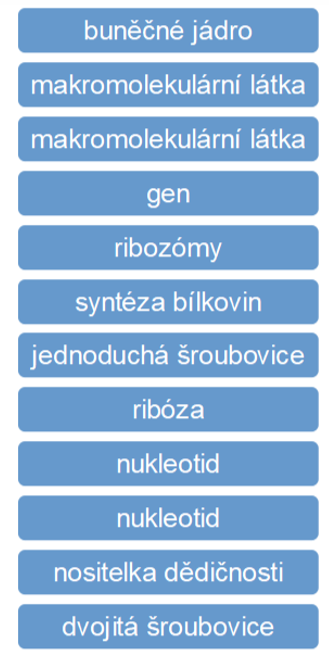 buněčné jádro
makromolekulární látka
makromolekulární látka
gen
ribozómy
syntéza bílkovin
jednoduchá šroubovice
ribóza
nukleotid
nukleotid
nositelka dědičnosti
dvojitá šroubovice